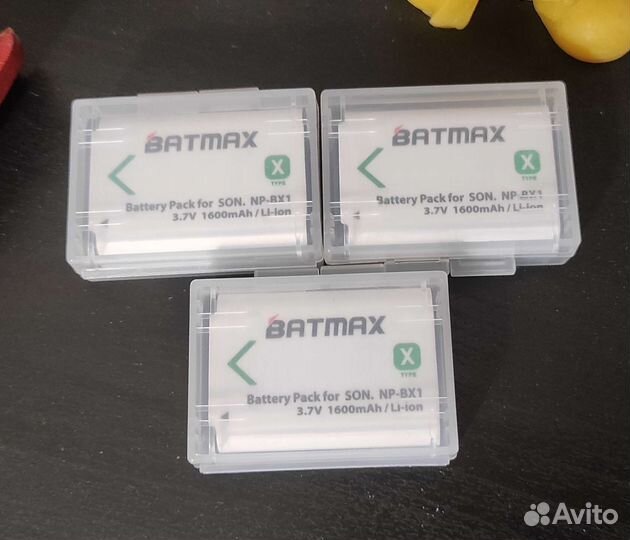 BATMAX
X
TYPE
Battery Pack for SON. NP-BX1
3.7V 1600mAh / Li-ion
BATMAX
X
TYPE
Battery Pack for SON. NP-BX1
3.7V 1600mAh / Li-ion
BATMAX
X
TYPE
Battery Pack for SON. NP-BX1
3.7V 1600mAh / Li-ion
Avito